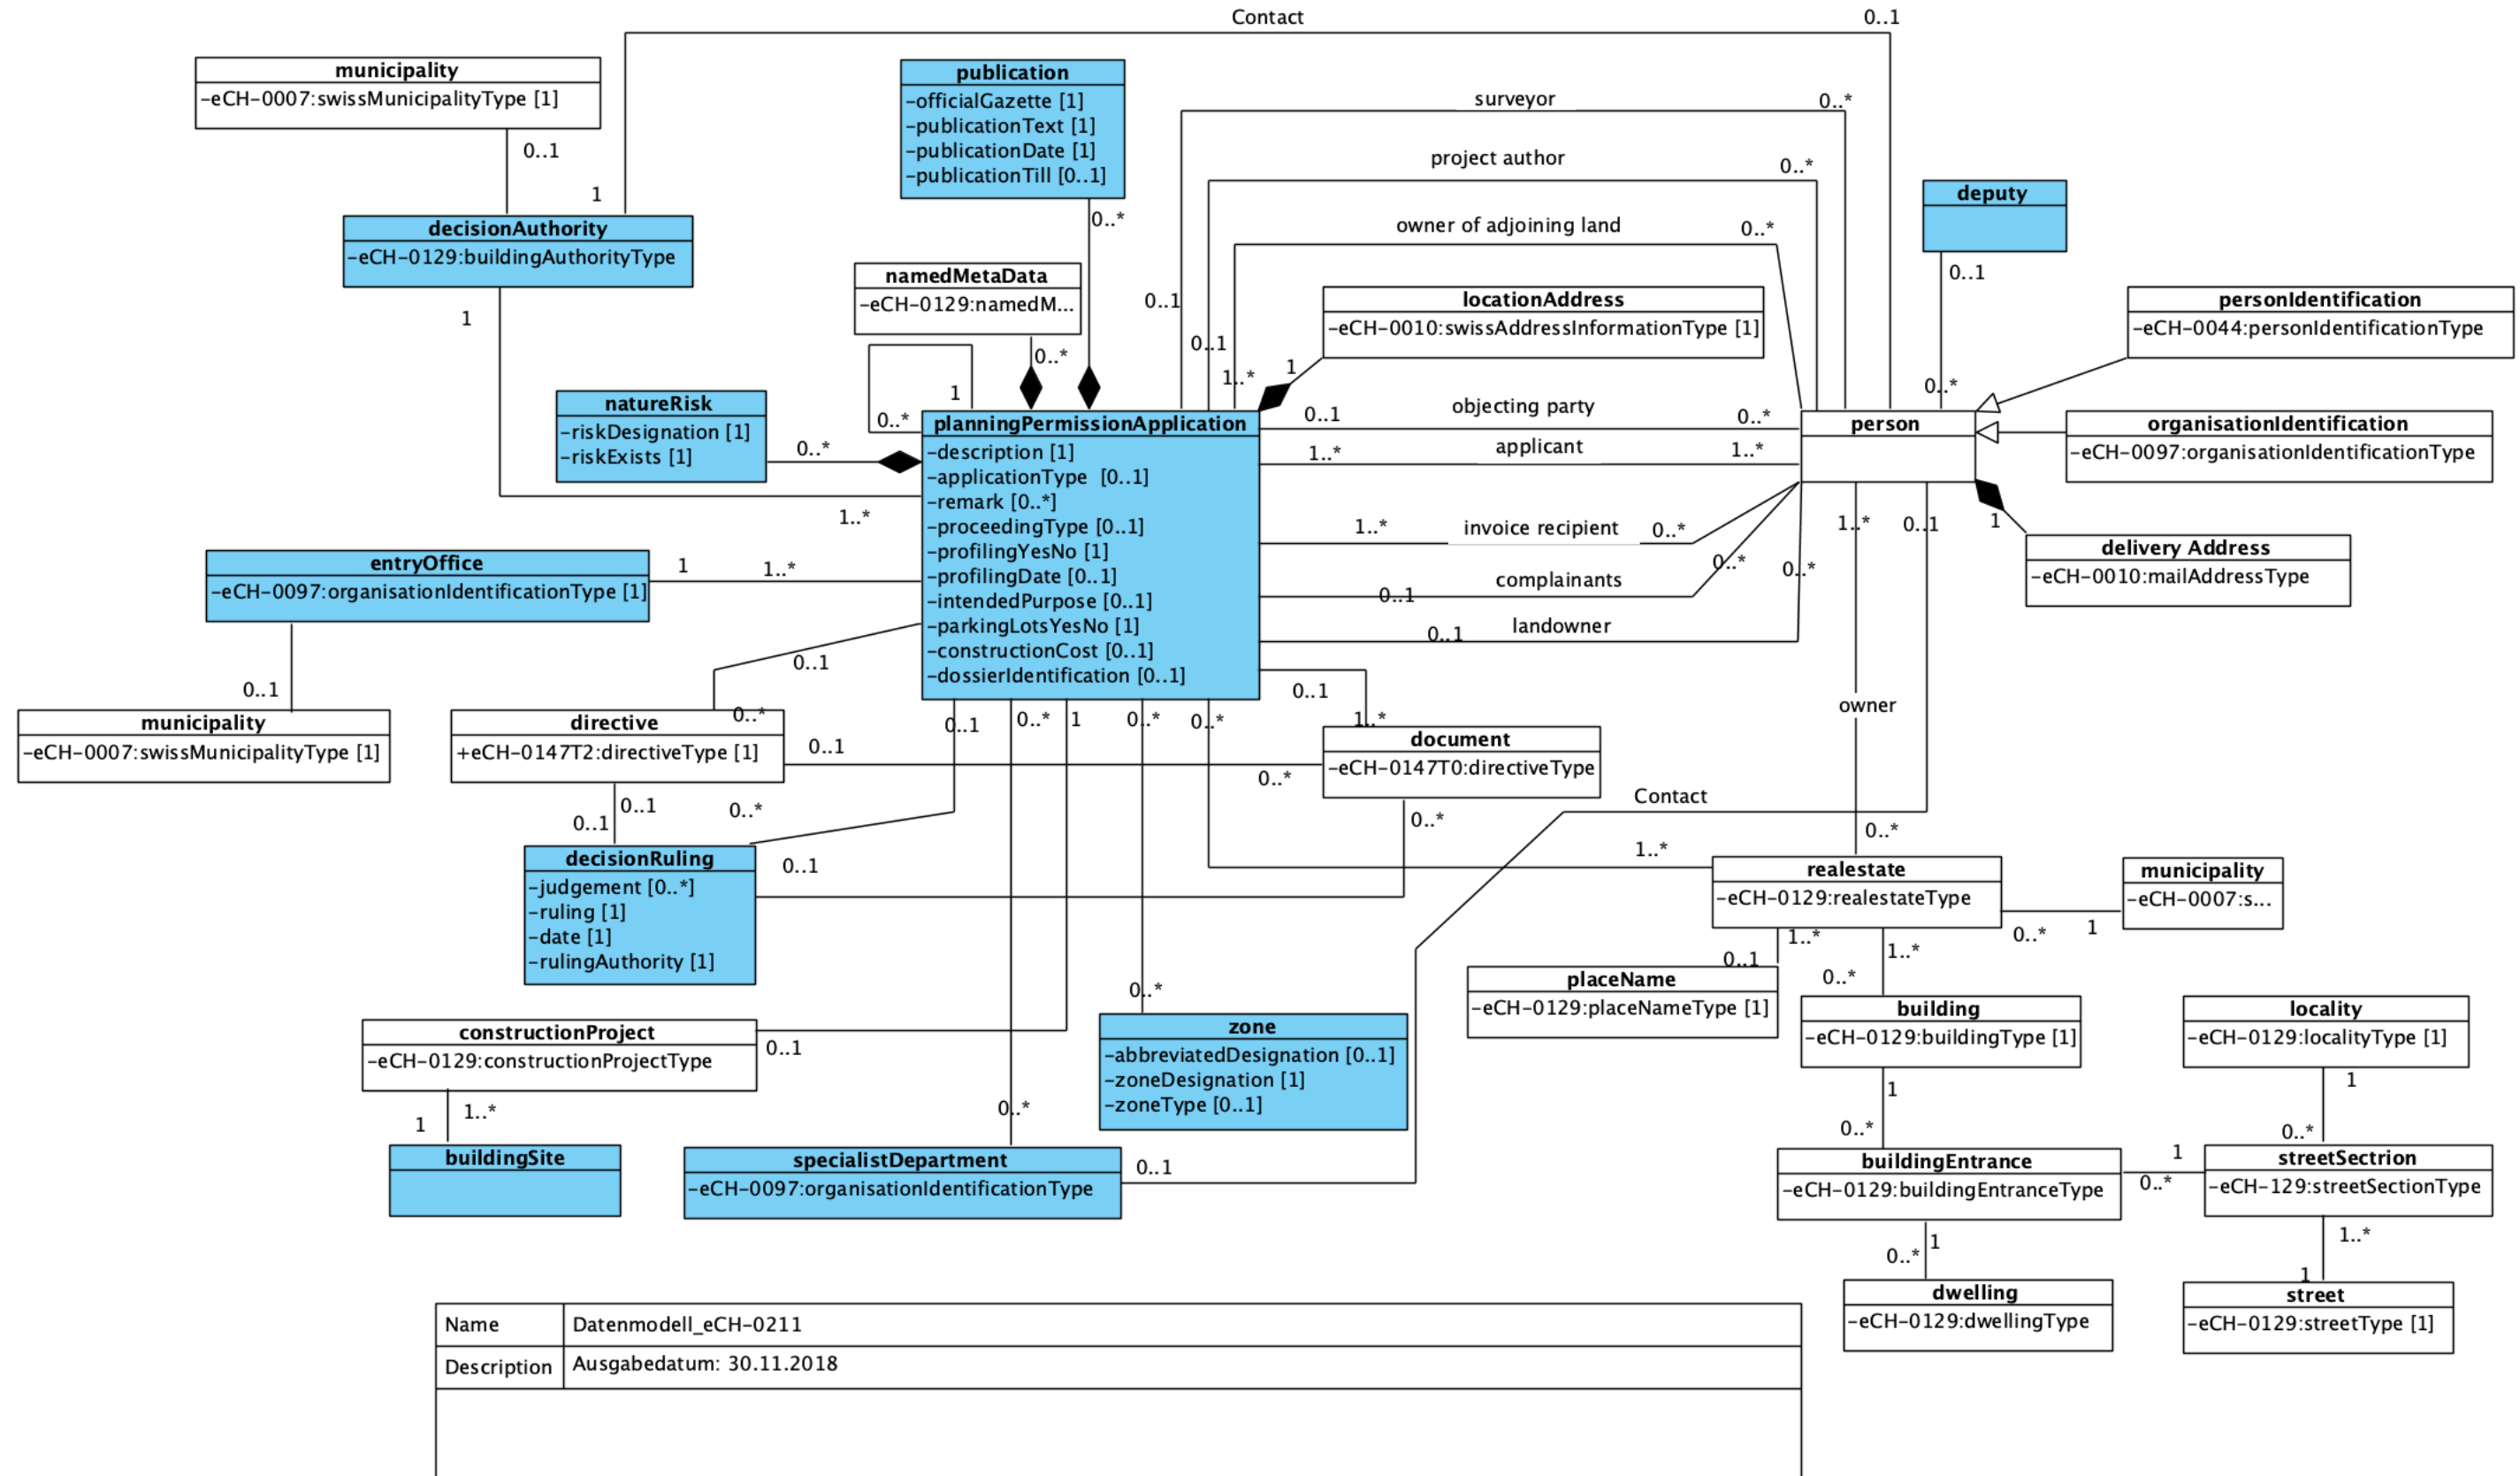 Contact
0..1
municipality
-eCH-0007:swissMunicipalityType [1]
0..1
1
publication
-officialGazette [1]
-publicationText [1]
-publicationDate [1]
-publicationTill [0..1]
0..*
surveyor
0..*
project author
0..*
owner of adjoining land
0..*
deputy
0..1
0..*
decisionAuthority
-eCH-0129:buildingAuthorityType
1
namedMetaData
-eCH-0129:namedM...
0..*
0..1
0..1
1..*
locationAddress
-eCH-0010:swissAddressInformationType [1]
1
personIdentification
-eCH-0044:personIdentificationType
1
0..*
natureRisk
-riskDesignation [1]
-riskExists [1]
0..*
1..*
planningPermissionApplication
-description [1]
-applicationType [0..1]
-remark [0..*]
-proceedingType [0..1]
-profilingYesNo [1]
-profilingDate [0..1]
-intendedPurpose [0..1]
-parkingLotsYesNo [1]
-constructionCost [0..1]
-dossierIdentification [0..1]
0..1
objecting party
0..*
1..*
applicant
1..*
1..*
invoice recipient
0..*
0..1
complainants
0..*
0..1
landowner
0..*
person
organisationIdentification
-eCH-0097:organisationIdentificationType
1..*
0..1
1
delivery Address
-eCH-0010:mailAddressType
entryOffice
-eCH-0097:organisationIdentificationType [1]
1
1..*
0..1
municipality
-eCH-0007:swissMunicipalityType [1]
0..1
0..*
directive
+eCH-0147T2:directiveType [1]
0..1
0..*
0..1
0..1
0..1
0..*
0..1
0..*
1
0..*
0..*
0..1
1..*
document
-eCH-0147T0:directiveType
0..*
owner
0..*
Contact
decisionRuling
-judgement [0..*]
-ruling [1]
-date [1]
-rulingAuthority [1]
0..1
1..*
realestate
-eCH-0129:realestateType
municipality
-eCH-0007:s...
0..*
1
1..*
0..1
placeName
-eCH-0129:placeNameType [1]
1..*
0..*
building
-eCH-0129:buildingType [1]
locality
-eCH-0129:localityType [1]
constructionProject
-eCH-0129:constructionProjectType
0..1
1
1..*
buildingSite
0..*
zone
-abbreviatedDesignation [0..1]
-zoneDesignation [1]
-zoneType [0..1]
0..*
specialistDepartment
-eCH-0097:organisationIdentificationType
0..1
1
0..*
1
0..*
buildingEntrance
-eCH-0129:buildingEntranceType
1
0..*
streetSectrion
-eCH-129:streetSectionType
1
0..*
1..*
1
dwelling
-eCH-0129:dwellingType
street
-eCH-0129:streetType [1]
Name
Datenmodell_eCH-0211
Description
Ausgabedatum: 30.11.2018